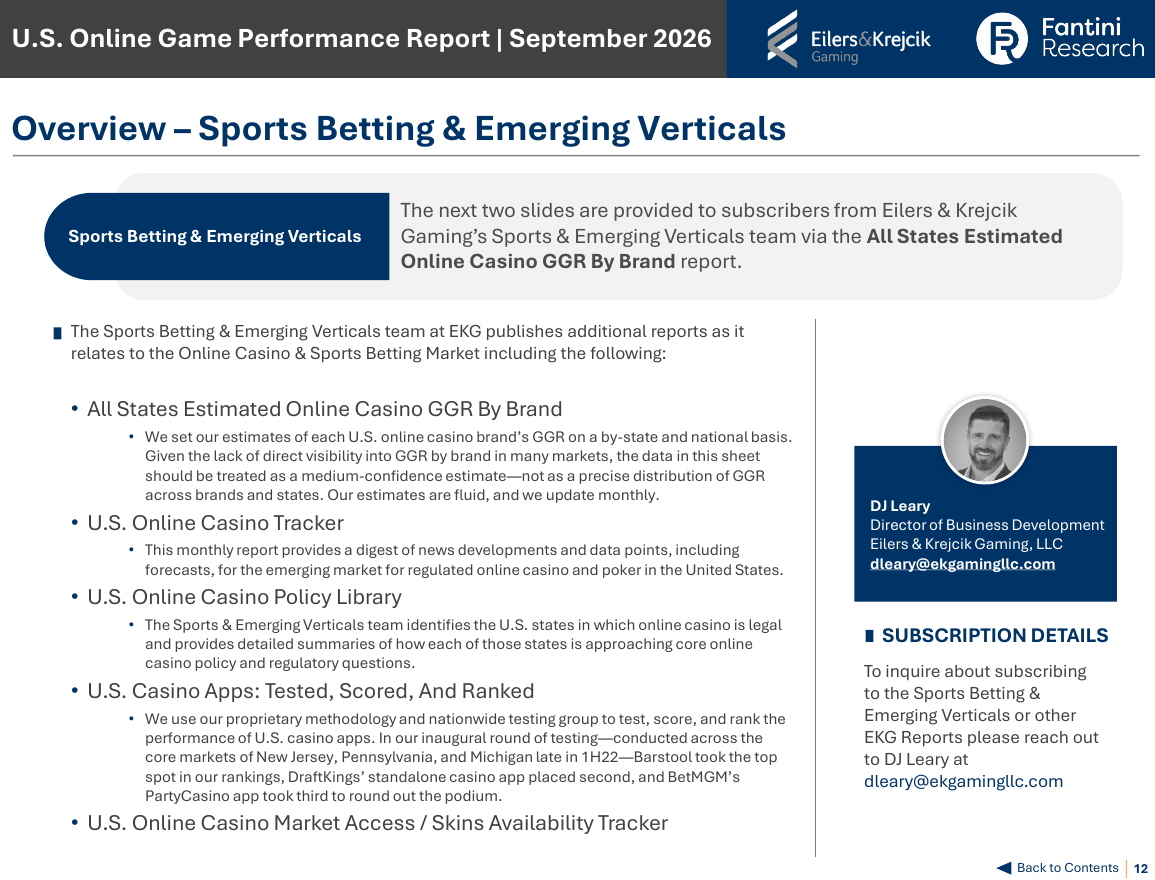 U.S. Online Game Performance Report | September 2026
Eilers&Krejcik
Gaming
Fantini
Research
Overview – Sports Betting & Emerging Verticals
Sports Betting & Emerging Verticals
The next two slides are provided to subscribers from Eilers & Krejcik
Gaming's Sports & Emerging Verticals team via the All States Estimated
Online Casino GGR By Brand report.
The Sports Betting & Emerging Verticals team at EKG publishes additional reports as it
relates to the Online Casino & Sports Betting Market including the following:
• All States Estimated Online Casino GGR By Brand
• We set our estimates of each U.S. online casino brand's GGR on a by-state and national basis.
Given the lack of direct visibility into GGR by brand in many markets, the data in this sheet
should be treated as a medium-confidence estimate—not as a precise distribution of GGR
across brands and states. Our estimates are fluid, and we update monthly.
• U.S. Online Casino Tracker
• This monthly report provides a digest of news developments and data points, including
forecasts, for the emerging market for regulated online casino and poker in the United States.
• U.S. Online Casino Policy Library
• The Sports & Emerging Verticals team identifies the U.S. states in which online casino is legal
and provides detailed summaries of how each of those states is approaching core online
casino policy and regulatory questions.
• U.S. Casino Apps: Tested, Scored, And Ranked
• We use our proprietary methodology and nationwide testing group to test, score, and rank the
performance of U.S. casino apps. In our inaugural round of testing—conducted across the
core markets of New Jersey, Pennsylvania, and Michigan late in 1H22—Barstool took the top
spot in our rankings, DraftKings' standalone casino app placed second, and BetMGM's
PartyCasino app took third to round out the podium.
• U.S. Online Casino Market Access / Skins Availability Tracker
DJ Leary
Director of Business Development
Eilers & Krejcik Gaming, LLC
dleary@ekgamingllc.com
SUBSCRIPTION DETAILS
To inquire about subscribing
to the Sports Betting &
Emerging Verticals or other
EKG Reports please reach out
to DJ Leary at
dleary@ekgamingllc.com
Back to Contents
12